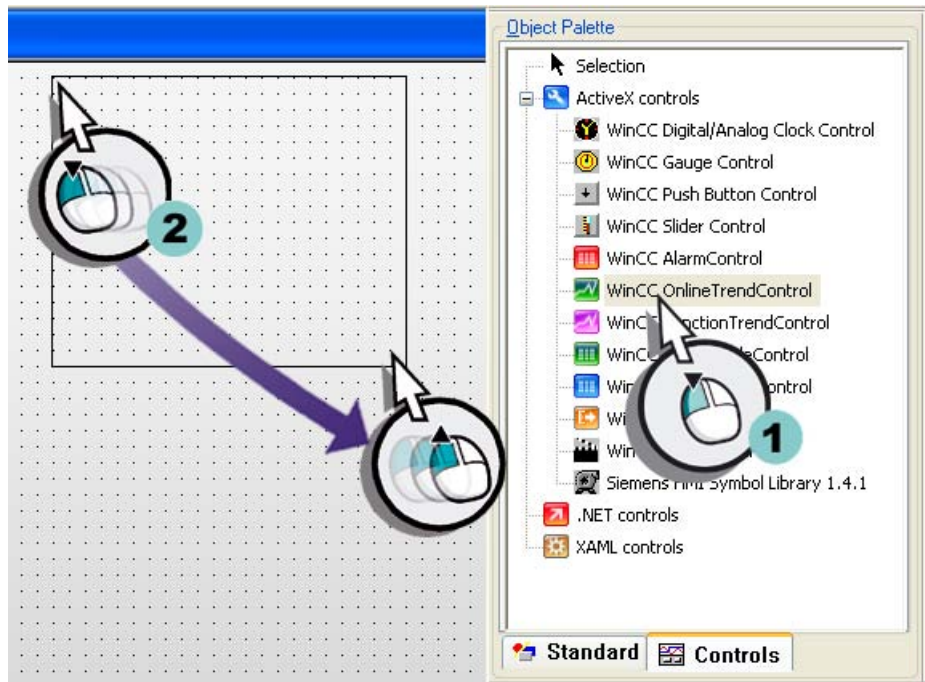 Object Palette
Selection
ActiveX controls
WinCC Digital/Analog Clock Control
WinCC Gauge Control
WinCC Push Button Control
WinCC Slider Control
WinCC AlarmControl
WinCC OnlineTrendControl
TrendControl
Control
Siemens HMI Symbol Library 1.4.1
.NET controls
XAML controls
Standard
Controls
2
1